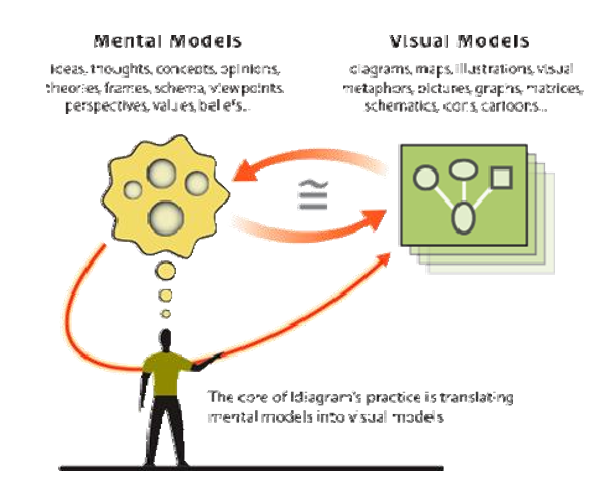 Mental Models
ideas, thoughts, concepts, opinions,
theories, frames, schema, viewpoints
perspectives, values, beliefs...
Visual Models
diagrams, maps, illustrations, visual
metaphors, pictures, graphs, matrices,
schematics, icons, cartoons...
≅
The core of Idiagram's practice is translating
mental models into visual models